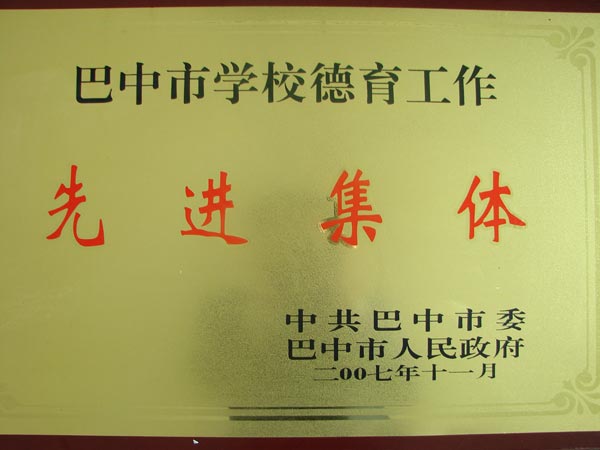 巴中市学校德育工作
先进集体
中共巴中市委
巴中市人民政府
二00七年十一月